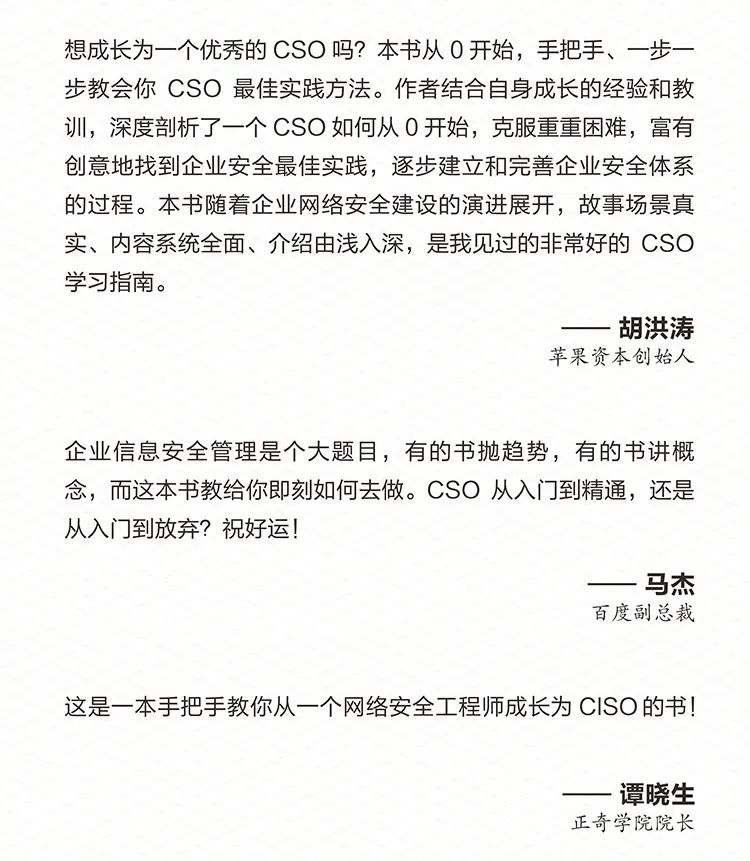 想成长为一个优秀的 CSO 吗？本书从 0 开始，手把手、一步一
步教会你 CSO 最佳实践方法。作者结合自身成长的经验和教
训，深度剖析了一个 CSO 如何从 0 开始，克服重重困难，富有
创意地找到企业安全最佳实践，逐步建立和完善企业安全体系
的过程。本书随着企业网络安全建设的演进展开，故事场景真
实、内容系统全面、介绍由浅入深，是我见过的非常好的 CSO
学习指南。
—— 胡洪涛
苹果资本创始人
企业信息安全管理是个大题目，有的书抛趋势，有的书讲概
念，而这本书教给你即刻如何去做。CSO 从入门到精通，还是
从入门到放弃？祝好运！
—— 马杰
百度副总裁
这是一本手把手教你从一个网络安全工程师成长为 CISO 的书！
—— 谭晓生
正奇学院院长